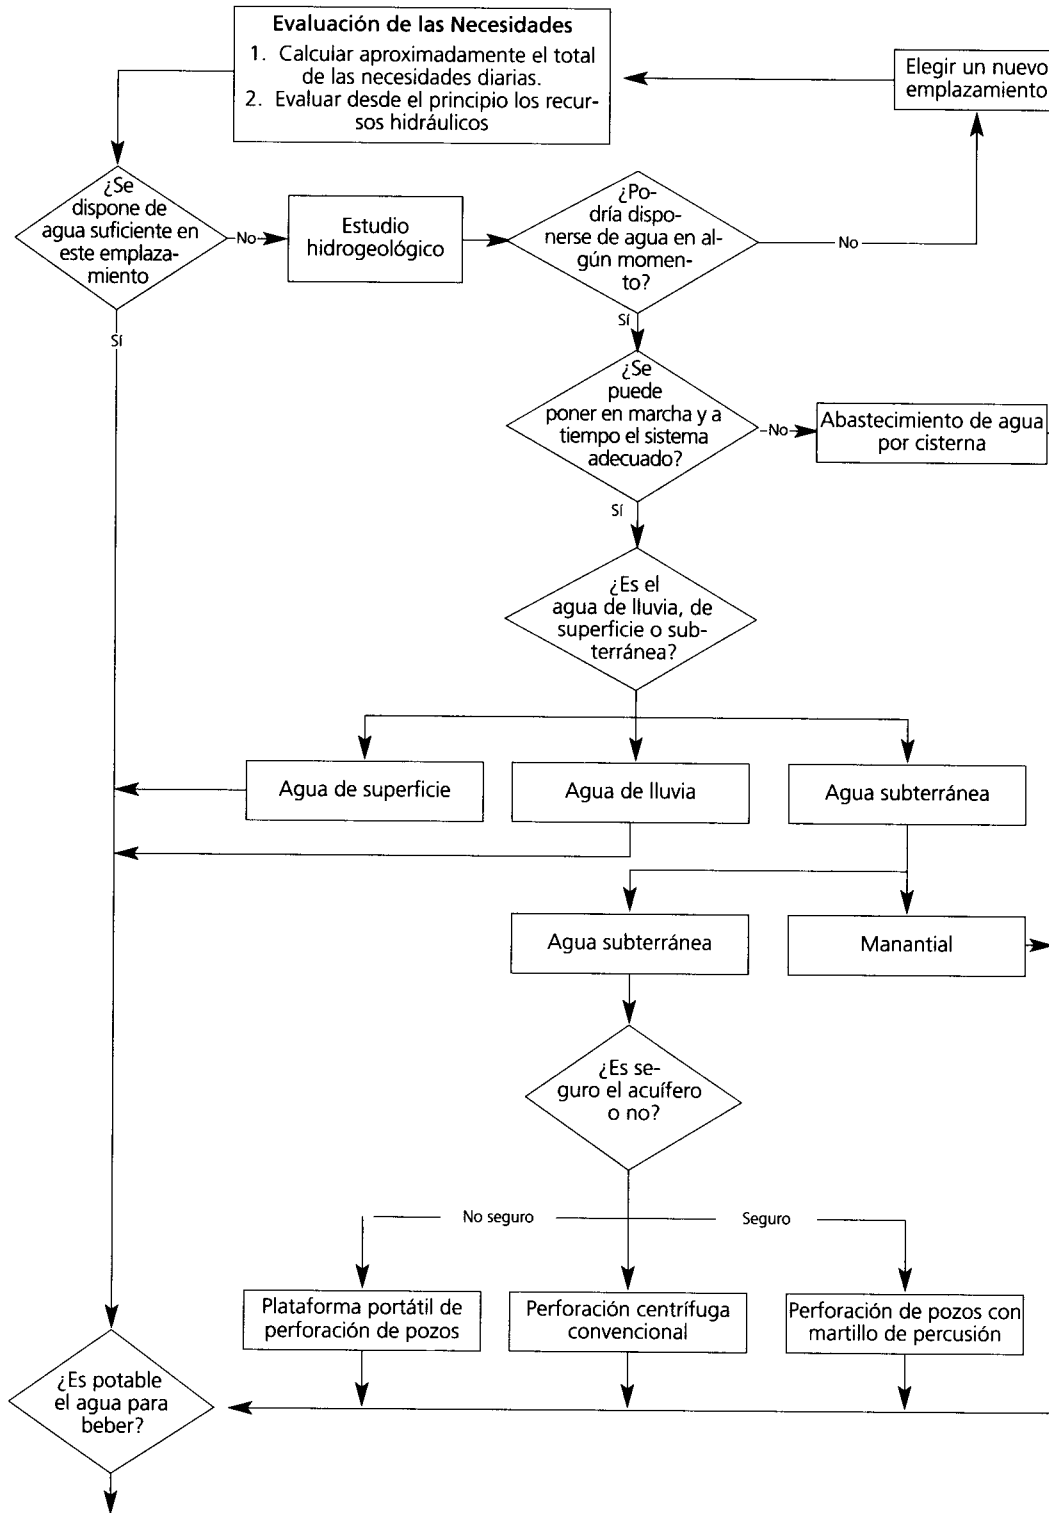 Evaluación de las Necesidades
1. Calcular aproximadamente el total
de las necesidades diarias.
2. Evaluar desde el principio los recur-
sos hidráulicos
Elegir un nuevo
emplazamiento
¿Se
dispone de
agua suficiente en
este emplaza-
miento
No
Estudio
hidrogeológico
¿Po-
dría dispo-
nerse de agua en al-
gún momen-
to?
No
Sí
Sí
¿Se
puede
poner en marcha y a
tiempo el sistema
adecuado?
No
Abastecimiento de agua
por cisterna
Sí
¿Es el
agua de lluvia, de
superficie o sub-
terránea?
Agua de superficie
Agua de lluvia
Agua subterránea
Agua subterránea
Manantial
¿Es se-
guro el acuífero
o no?
No seguro
Seguro
Plataforma portátil de
perforación de pozos
Perforación centrífuga
convencional
Perforación de pozos con
martillo de percusión
¿Es potable
el agua para
beber?